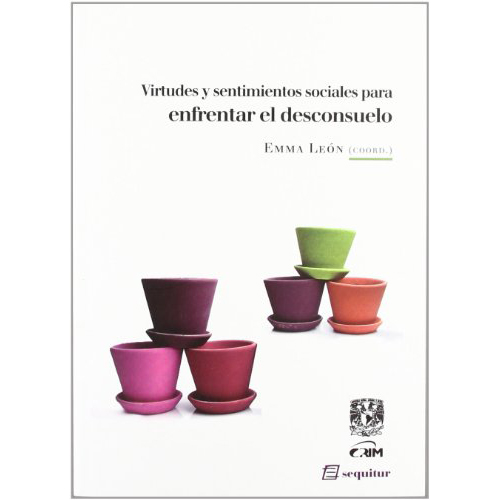 Virtudes y sentimientos sociales para
enfrentar el desconsuelo
EMMA LEÓN (COORD.)
CRIM
sequitur